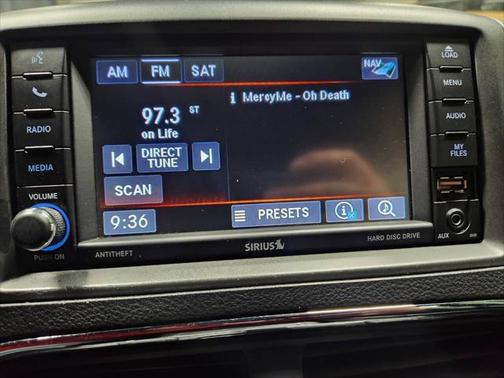 AM FM SAT NAV
LOAD
i MercyMe - Oh Death
MENU
97.3 ST
on Life
RADIO
AUDIO
DIRECT
TUNE
MEDIA
MY
FILES
SCAN
VOLUME
9:36
PRESETS
i
PUSH ON
ANTITHEFT
SIRIUS
HARD DISC DRIVE
AUX